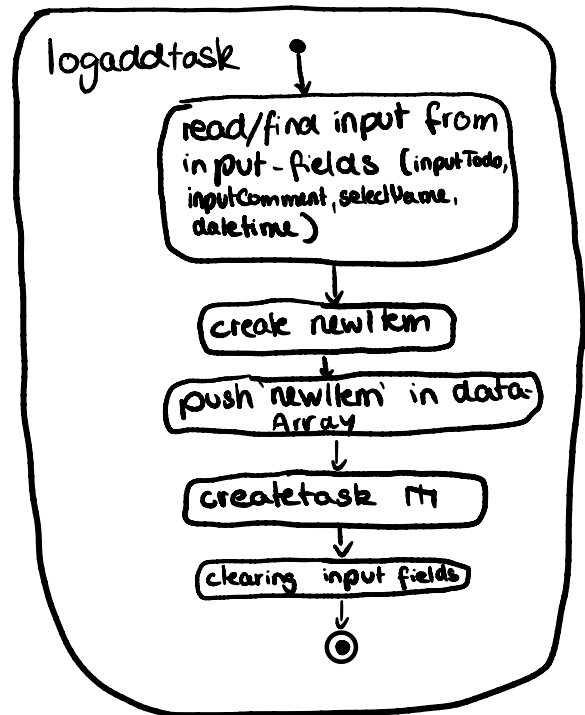 logaddtask
read/find input from
input-fields (inputTodo,
inputComment, selectName,
datetime)
create newItem
push 'newItem' in data-
Array
createtask
clearing input fields